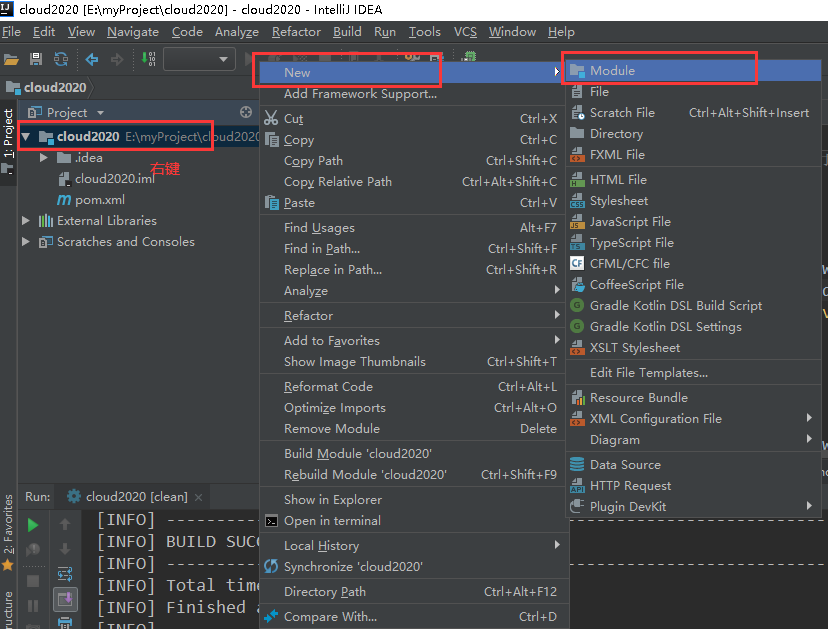 cloud2020 [E:\myProject\cloud2020] - cloud2020 - IntelliJ IDEA
File Edit View Navigate Code Analyze Refactor Build Run Tools VCS Window Help
cloud2020
1: Project
Project
cloud2020 E:\myProject\cloud2020
.idea
右键
cloud2020.iml
pom.xml
External Libraries
Scratches and Consoles
New
Add Framework Support...
Cut Ctrl+X
Copy Ctrl+C
Copy Path Ctrl+Shift+C
Copy Relative Path Ctrl+Alt+Shift+C
Paste Ctrl+V
Find Usages Alt+F7
Find in Path... Ctrl+Shift+F
Replace in Path... Ctrl+Shift+R
Analyze
Refactor
Add to Favorites
Show Image Thumbnails Ctrl+Shift+T
Reformat Code Ctrl+Alt+L
Optimize Imports Ctrl+Alt+O
Remove Module Delete
Build Module 'cloud2020'
Rebuild Module 'cloud2020' Ctrl+Shift+F9
Show in Explorer
Open in terminal
Local History
Synchronize 'cloud2020'
Directory Path Ctrl+Alt+F12
Compare With... Ctrl+D
Module
File
Scratch File Ctrl+Alt+Shift+Insert
Directory
FXML File
HTML File
Stylesheet
JavaScript File
TypeScript File
CFML/CFC file
CoffeeScript File
Gradle Kotlin DSL Build Script
Gradle Kotlin DSL Settings
XSLT Stylesheet
Edit File Templates...
Resource Bundle
XML Configuration File
Diagram
Data Source
HTTP Request
Plugin DevKit
Run: cloud2020 [clean]
[INFO] ----------
[INFO] BUILD SUCC
[INFO] ----------
[INFO] Total time
[INFO] Finished a
[INFO]
2: Favorites